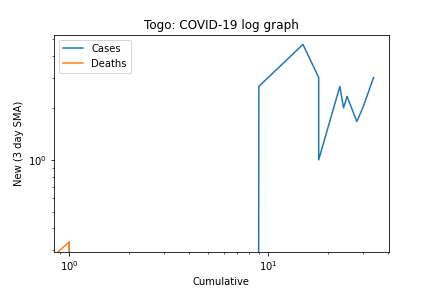 Togo: COVID-19 log graph
Cases
Deaths
New (3 day SMA)
10⁰
10⁰
10¹
Cumulative